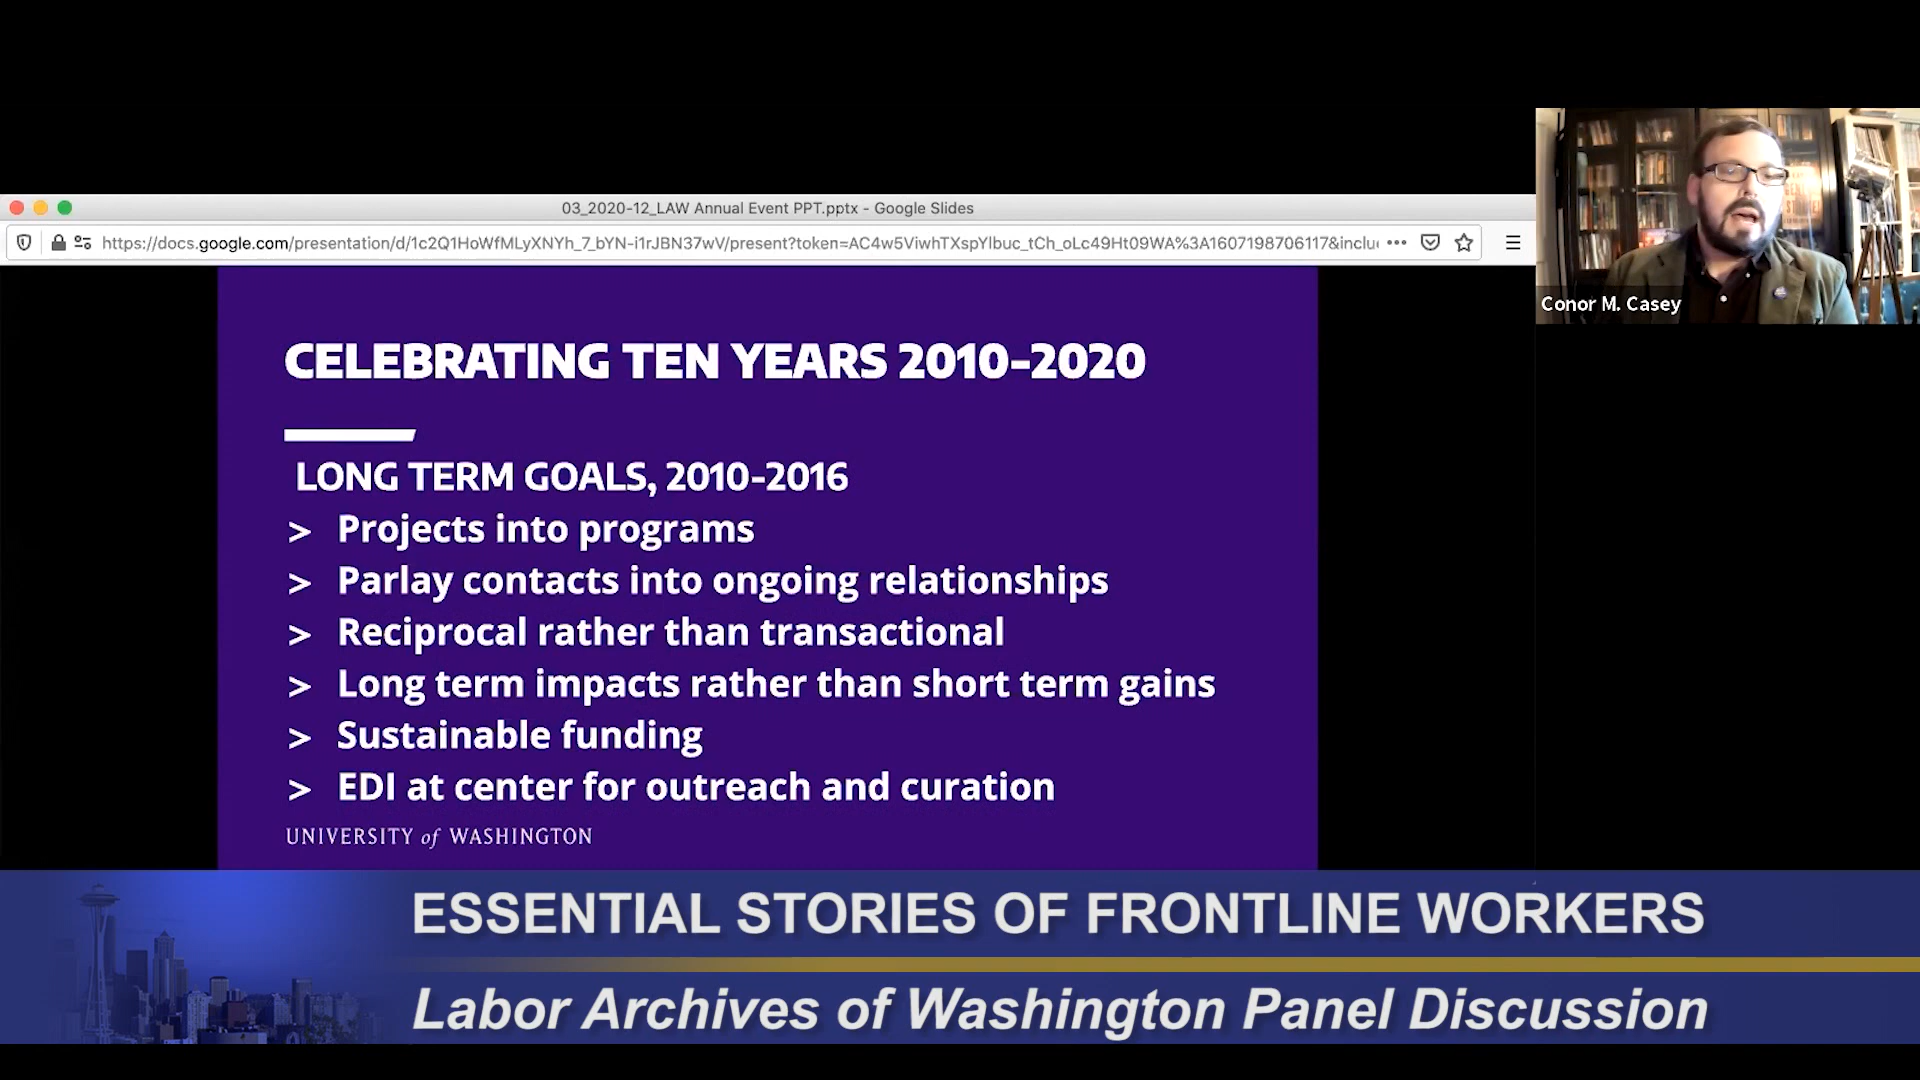 03_2020-12_LAW Annual Event PPT.pptx - Google Slides
https://docs.google.com/presentation/d/1c2Q1HoWfMLyXNYh_7_bYN-i1rJBN37wV/present?token=AC4w5ViwhTXspYlbuc_tCh_oLc49Ht09WA%3A1607198706117&inclu
Conor M. Casey
CELEBRATING TEN YEARS 2010-2020
LONG TERM GOALS, 2010-2016
> Projects into programs
> Parlay contacts into ongoing relationships
> Reciprocal rather than transactional
> Long term impacts rather than short term gains
> Sustainable funding
> EDI at center for outreach and curation
UNIVERSITY of WASHINGTON
ESSENTIAL STORIES OF FRONTLINE WORKERS
Labor Archives of Washington Panel Discussion